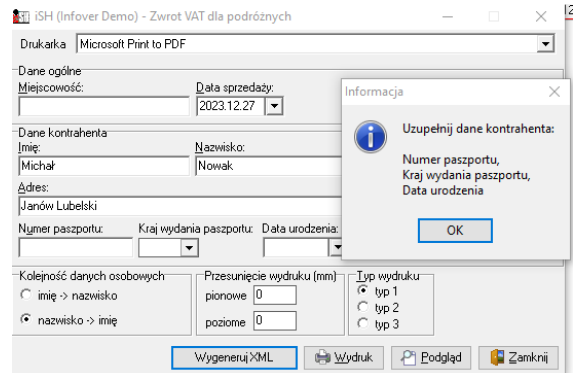 iSH (Infover Demo) - Zwrot VAT dla podróżnych
Drukarka Microsoft Print to PDF
Dane ogólne
Miejscowość: Data sprzedaży:
2023.12.27
Dane kontrahenta
Imię: Nazwisko:
Michał Nowak
Adres:
Janów Lubelski
Numer paszportu: Kraj wydania paszportu: Data urodzenia:
Informacja
Uzupełnij dane kontrahenta:
Numer paszportu,
Kraj wydania paszportu,
Data urodzenia
OK
Kolejność danych osobowych
imię -> nazwisko
nazwisko -> imię
Przesunięcie wydruku (mm)
pionowe 0
poziome 0
Typ wydruku
typ 1
typ 2
typ 3
Wygeneruj XML Wydruk Podgląd Zamknij